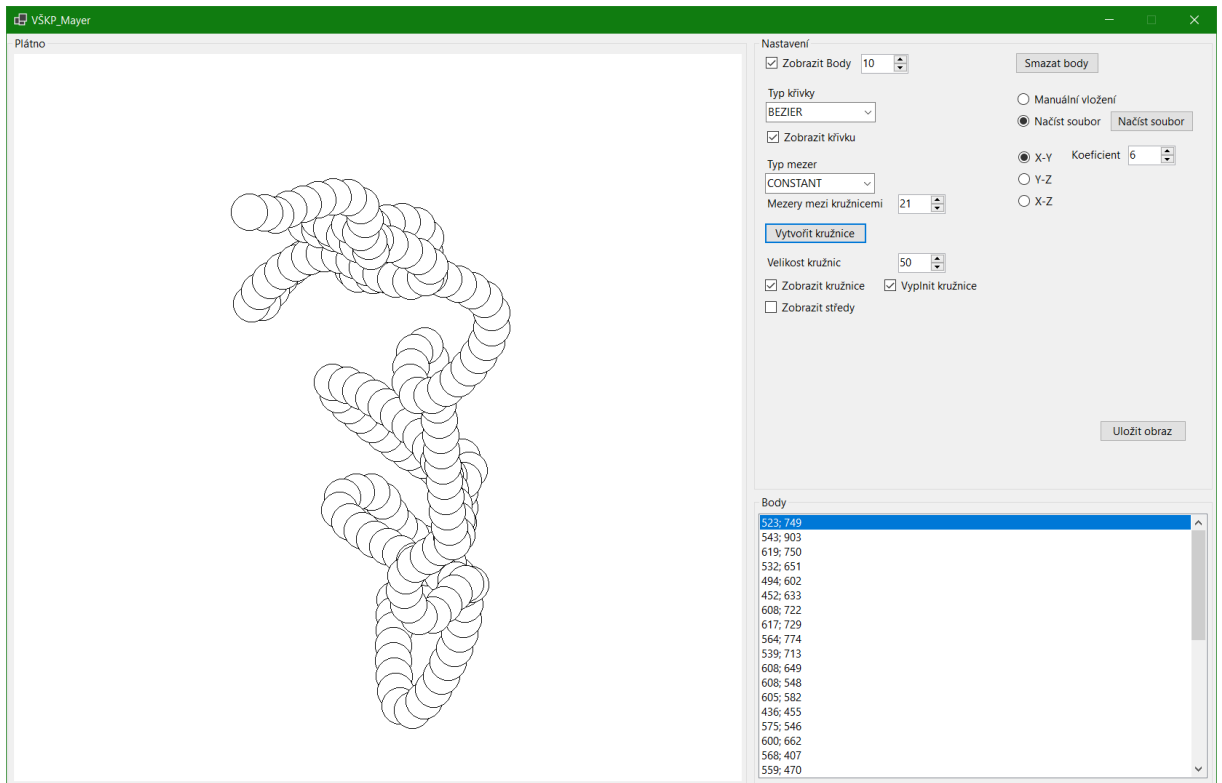 VŠKP_Mayer
Plátno
Nastavení
Zobrazit Body 10
Smazat body
Typ křivky
BEZIER
Zobrazit křivku
Manuální vložení
Načíst soubor Načíst soubor
Typ mezer
CONSTANT
Mezery mezi kružnicemi 21
X-Y Koeficient 6
Y-Z
X-Z
Vytvořit kružnice
Velikost kružnic 50
Zobrazit kružnice Vyplnit kružnice
Zobrazit středy
Uložit obraz
Body
523; 749
543; 903
619; 750
532; 651
494; 602
452; 633
608; 722
617; 729
564; 774
539; 713
608; 649
608; 548
605; 582
436; 455
575; 546
600; 662
568; 407
559; 470